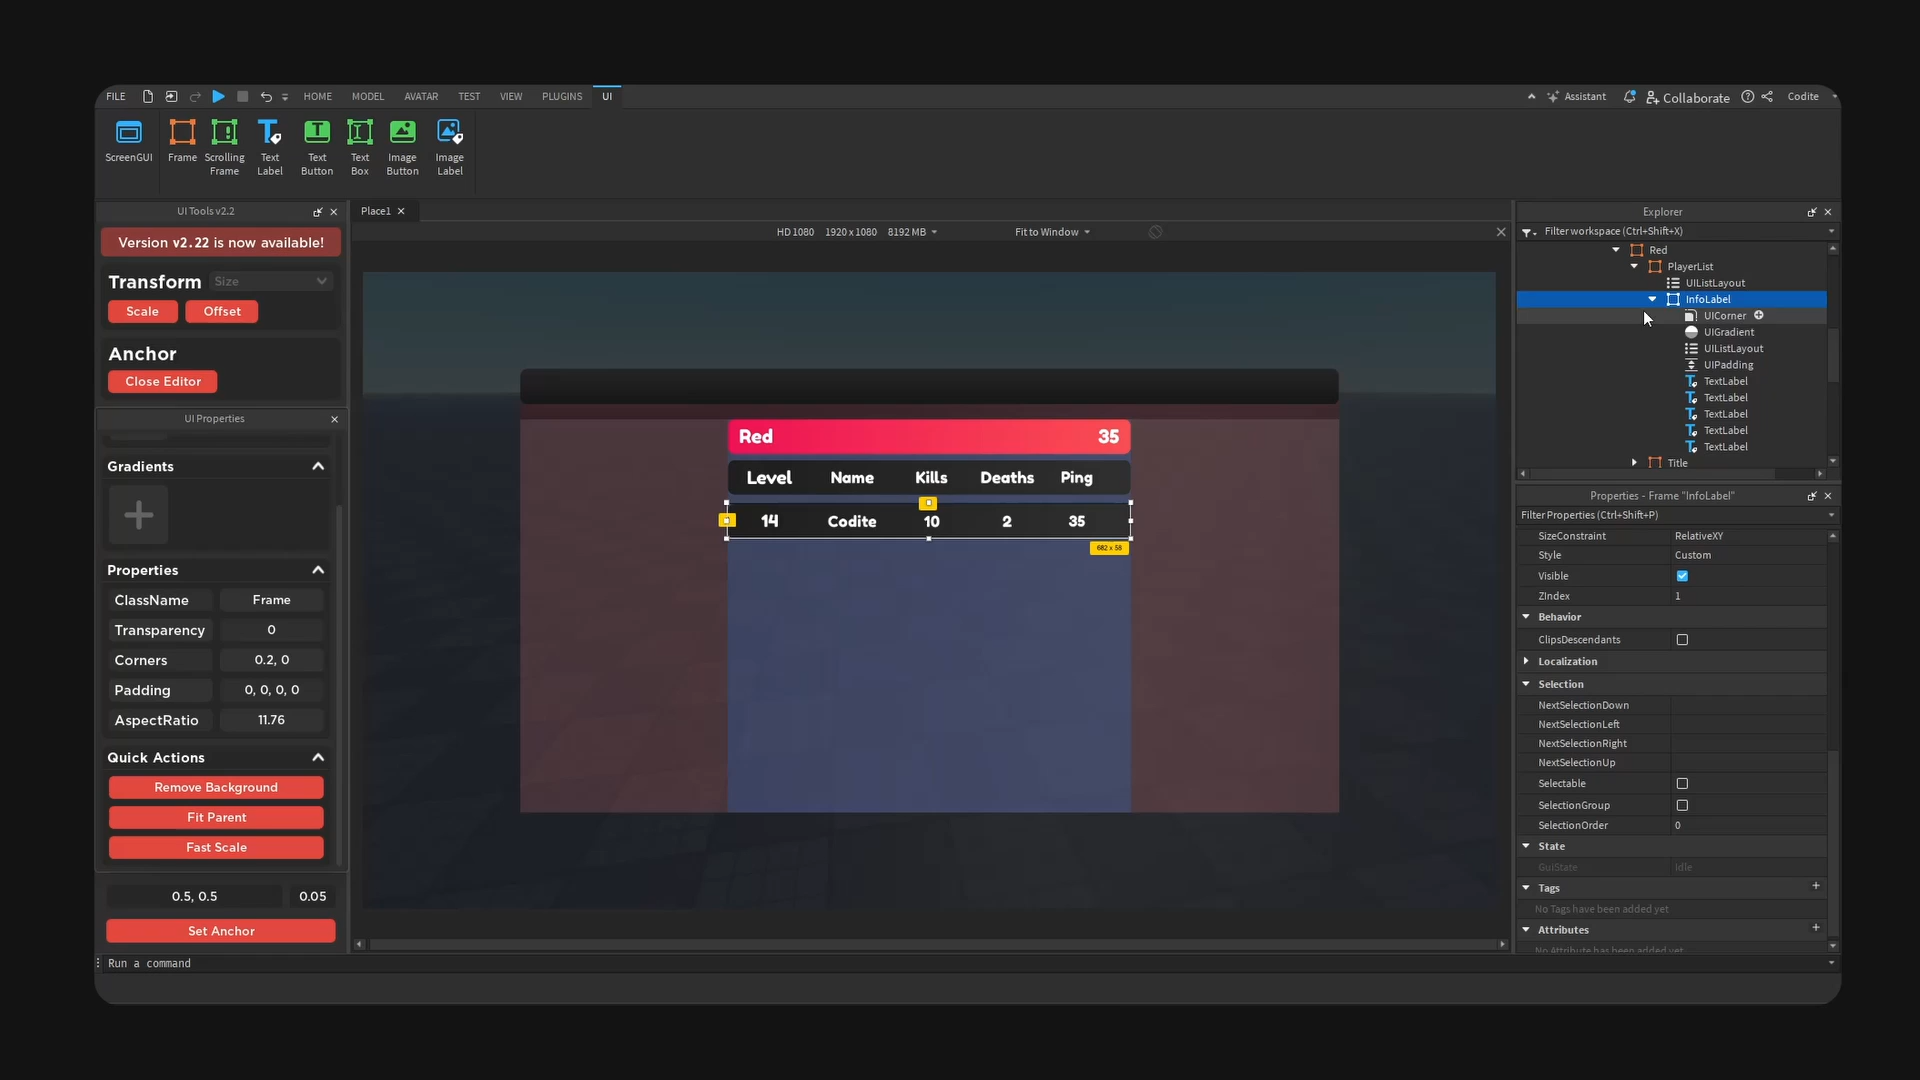 FILE HOME MODEL AVATAR TEST VIEW PLUGINS UI Assistant Collaborate Codite
ScreenGUI Frame Scrolling Frame Text Label Text Button Text Box Image Button Image Label
UI Tools v2.2
Version v2.22 is now available!
Transform Size
Scale Offset
Anchor
Close Editor
UI Properties
Gradients
Properties
ClassName Frame
Transparency 0
Corners 0.2, 0
Padding 0, 0, 0, 0
AspectRatio 11.76
Quick Actions
Remove Background
Fit Parent
Fast Scale
0.5, 0.5 0.05
Set Anchor
Run a command
Place1
HD 1080 1920 x 1080 8192 MB Fit to Window
Red 35
Level Name Kills Deaths Ping
14 Codite 10 2 35
682 x 58
Explorer
Filter workspace (Ctrl+Shift+X)
Red
PlayerList
UIListLayout
InfoLabel
UICorner
UIGradient
UIListLayout
UIPadding
TextLabel
TextLabel
TextLabel
TextLabel
TextLabel
Title
Properties - Frame "InfoLabel"
Filter Properties (Ctrl+Shift+P)
SizeConstraint RelativeXY
Style Custom
Visible
ZIndex 1
Behavior
ClipsDescendants
Localization
Selection
NextSelectionDown
NextSelectionLeft
NextSelectionRight
NextSelectionUp
Selectable
SelectionGroup
SelectionOrder 0
State
GuiState Idle
Tags
No Tags have been added yet
Attributes
No Attribute has been added yet